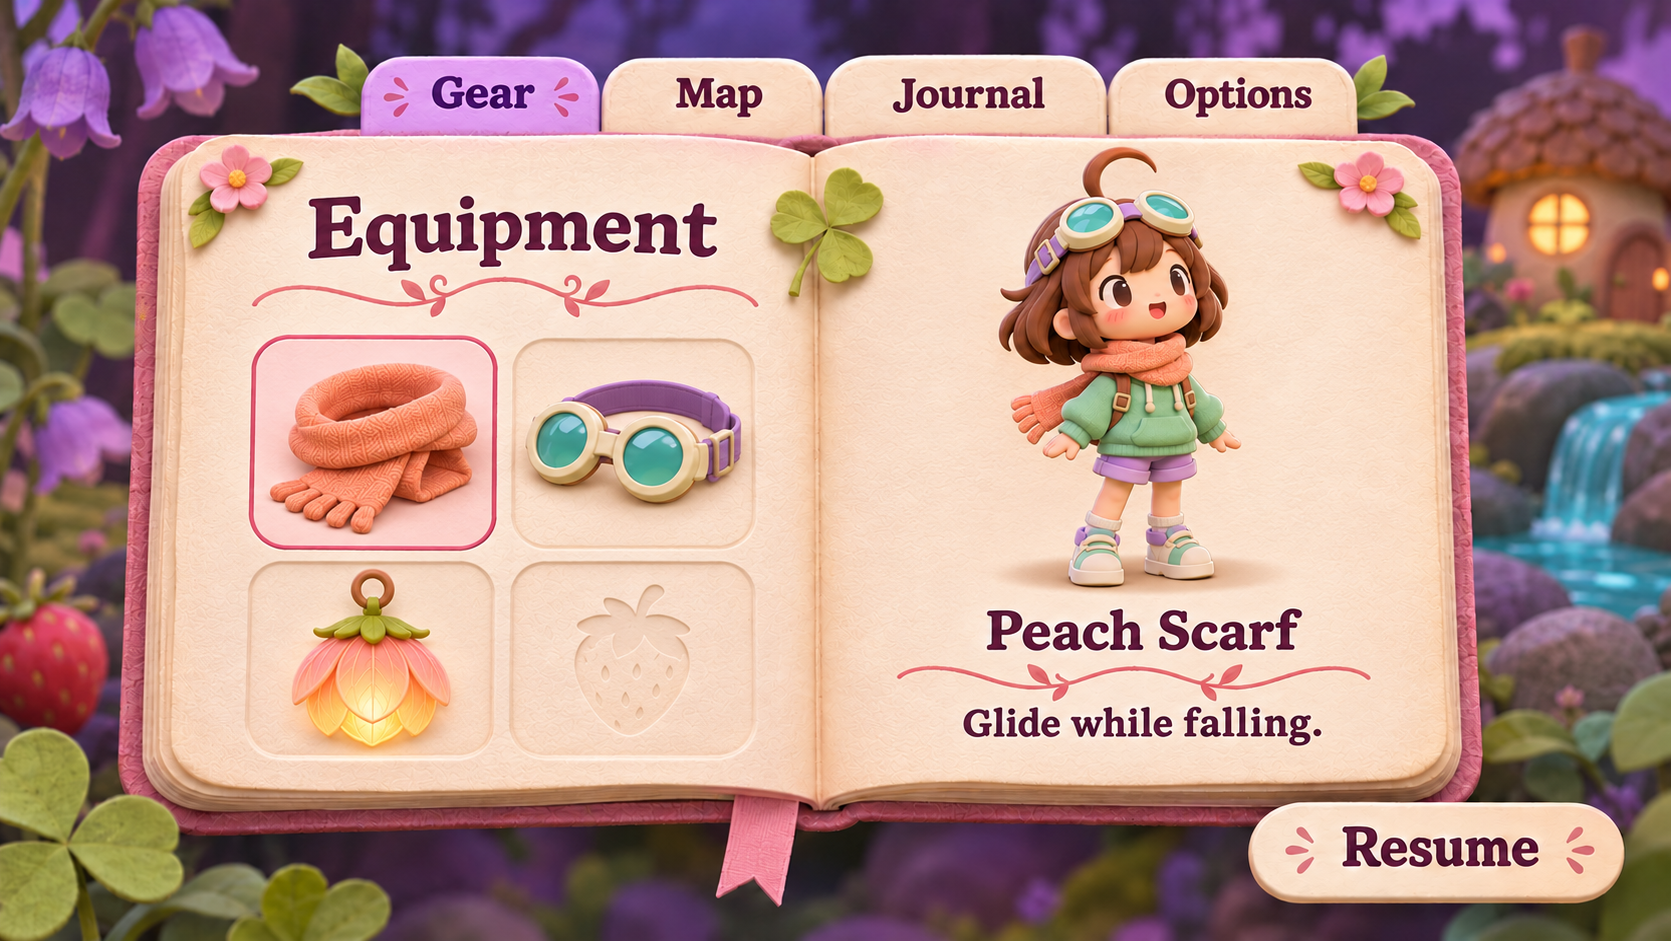 Gear
Map
Journal
Options
Equipment
Peach Scarf
Glide while falling.
Resume